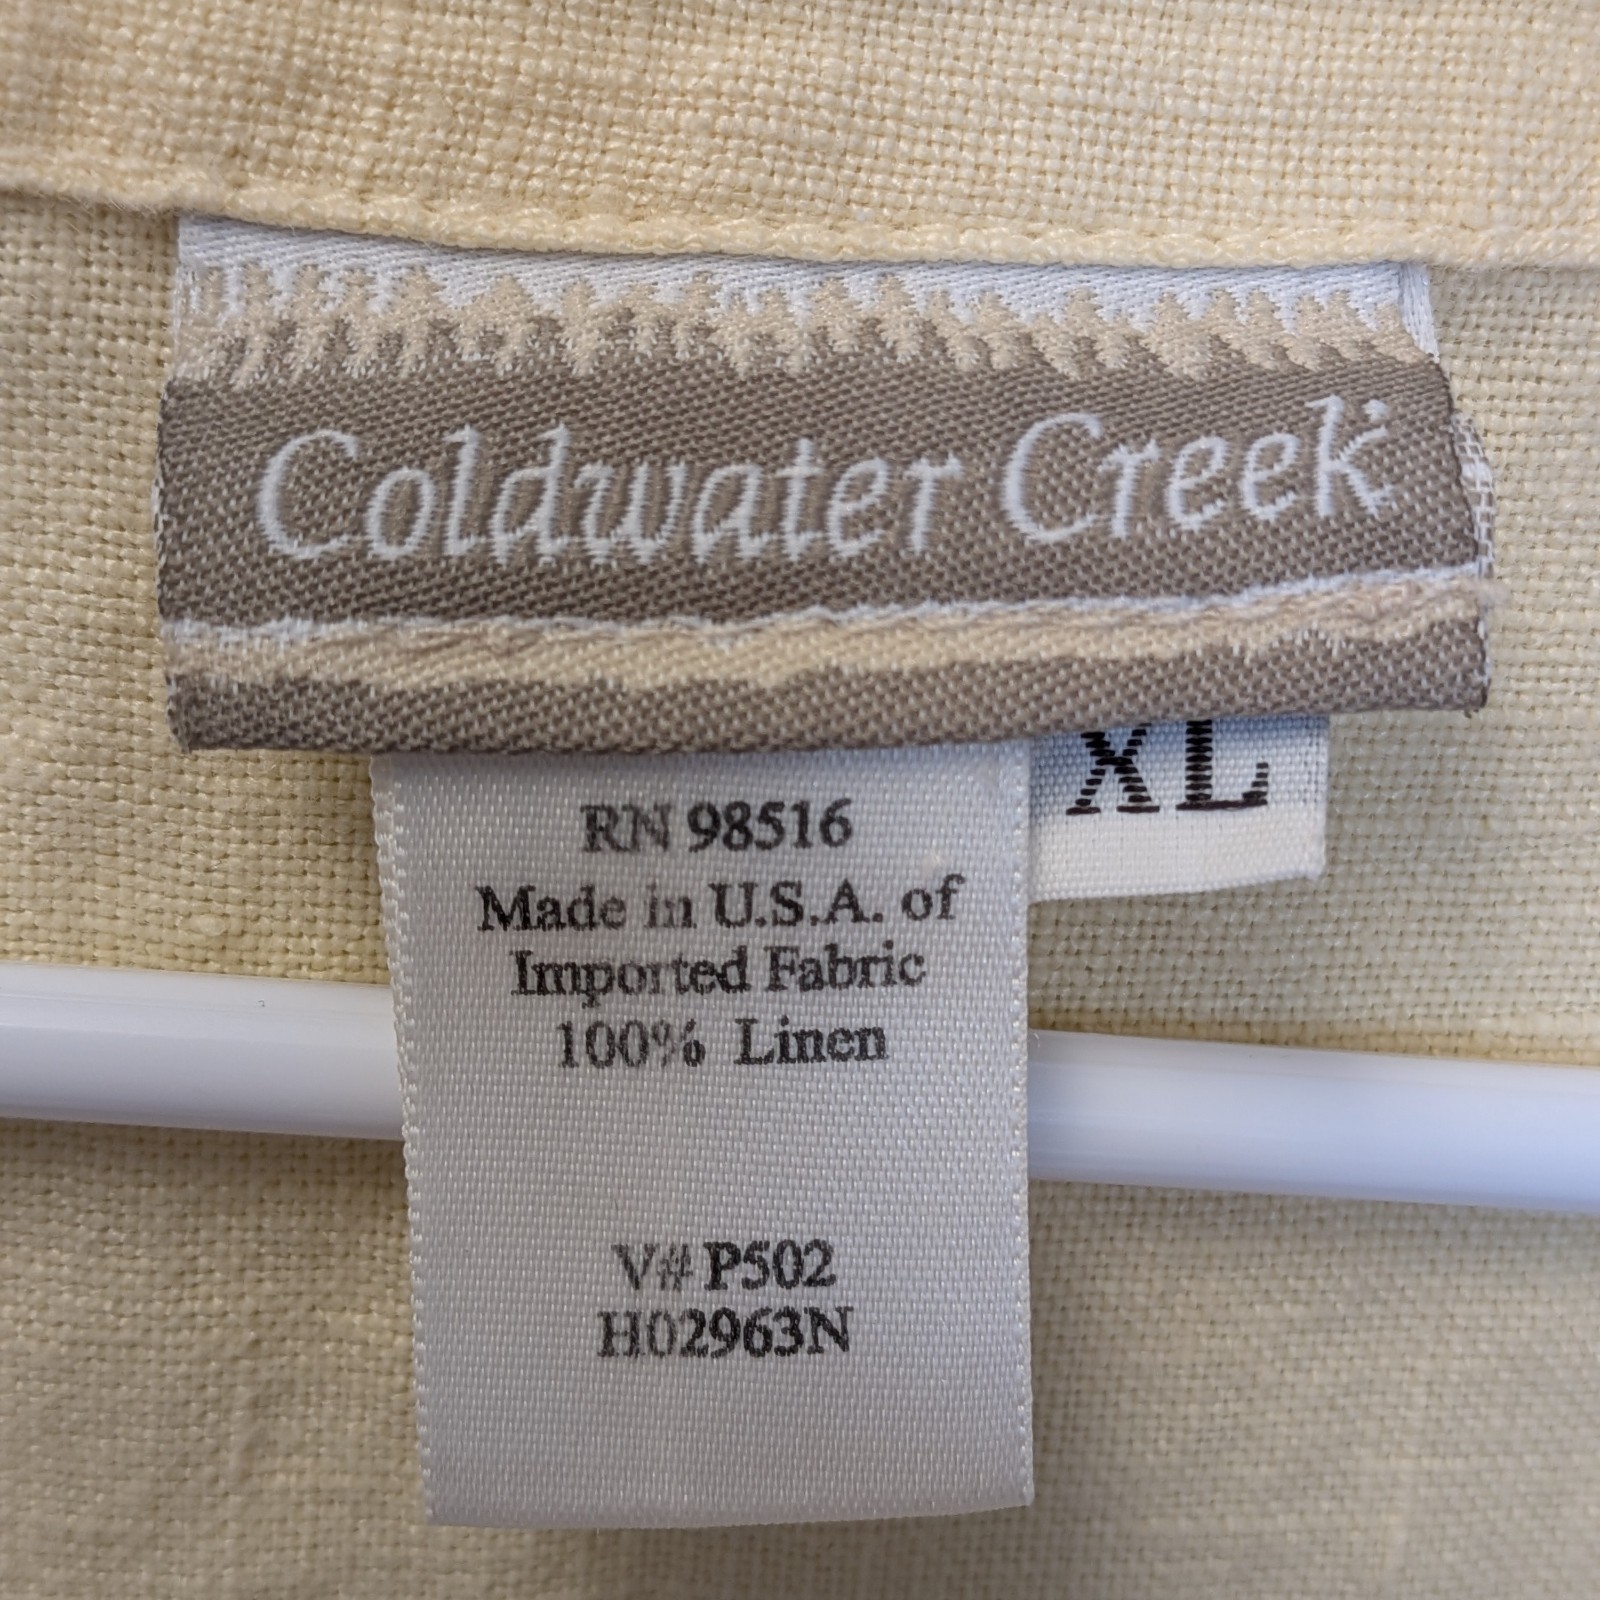 Coldwater Creek
XL
RN 98516
Made in U.S.A. of
Imported Fabric
100% Linen
V# P502
H02963N